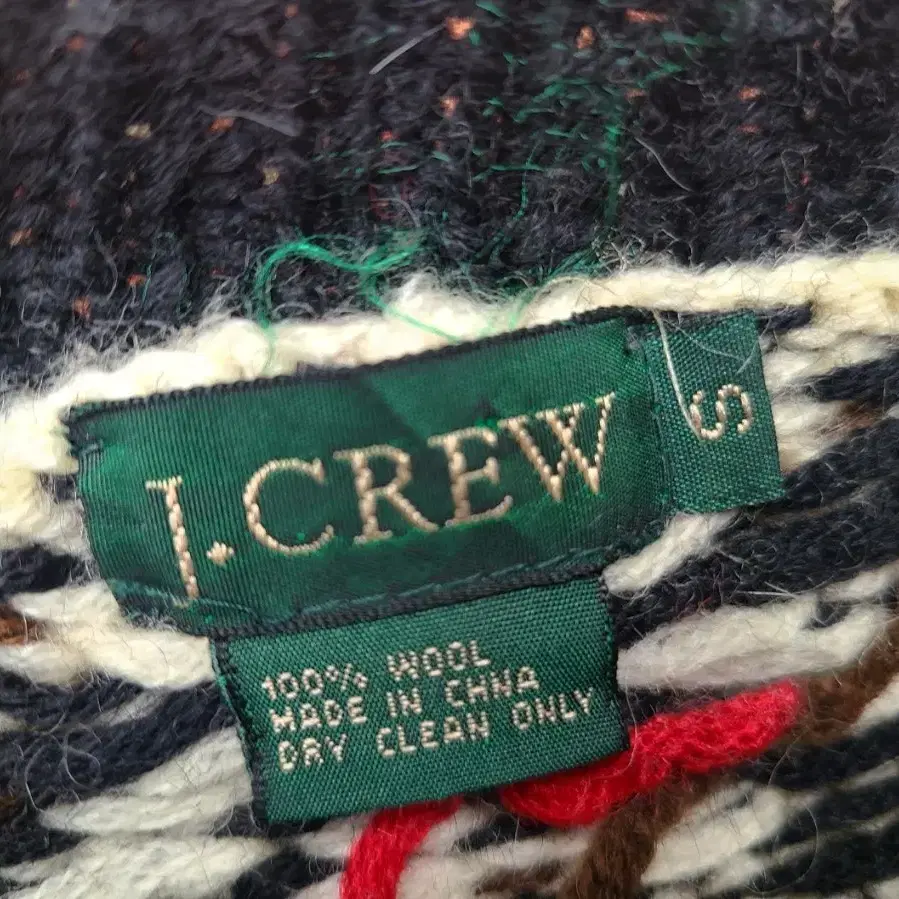 J.CREW
S
100% WOOL
MADE IN CHINA
DRY CLEAN ONLY